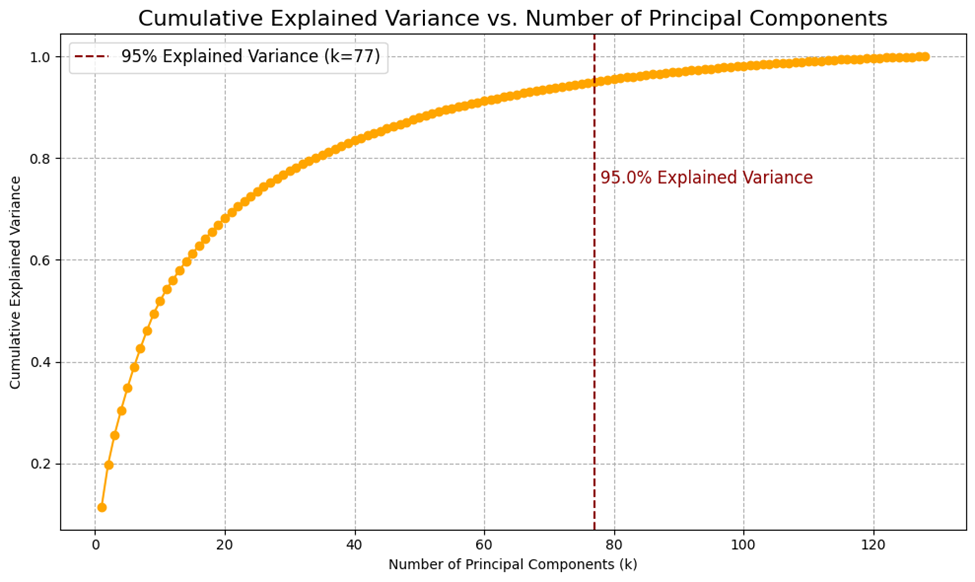 Cumulative Explained Variance vs. Number of Principal Components
95% Explained Variance (k=77)
1.0
0.8
0.6
0.4
0.2
Cumulative Explained Variance
95.0% Explained Variance
0 20 40 60 80 100 120
Number of Principal Components (k)